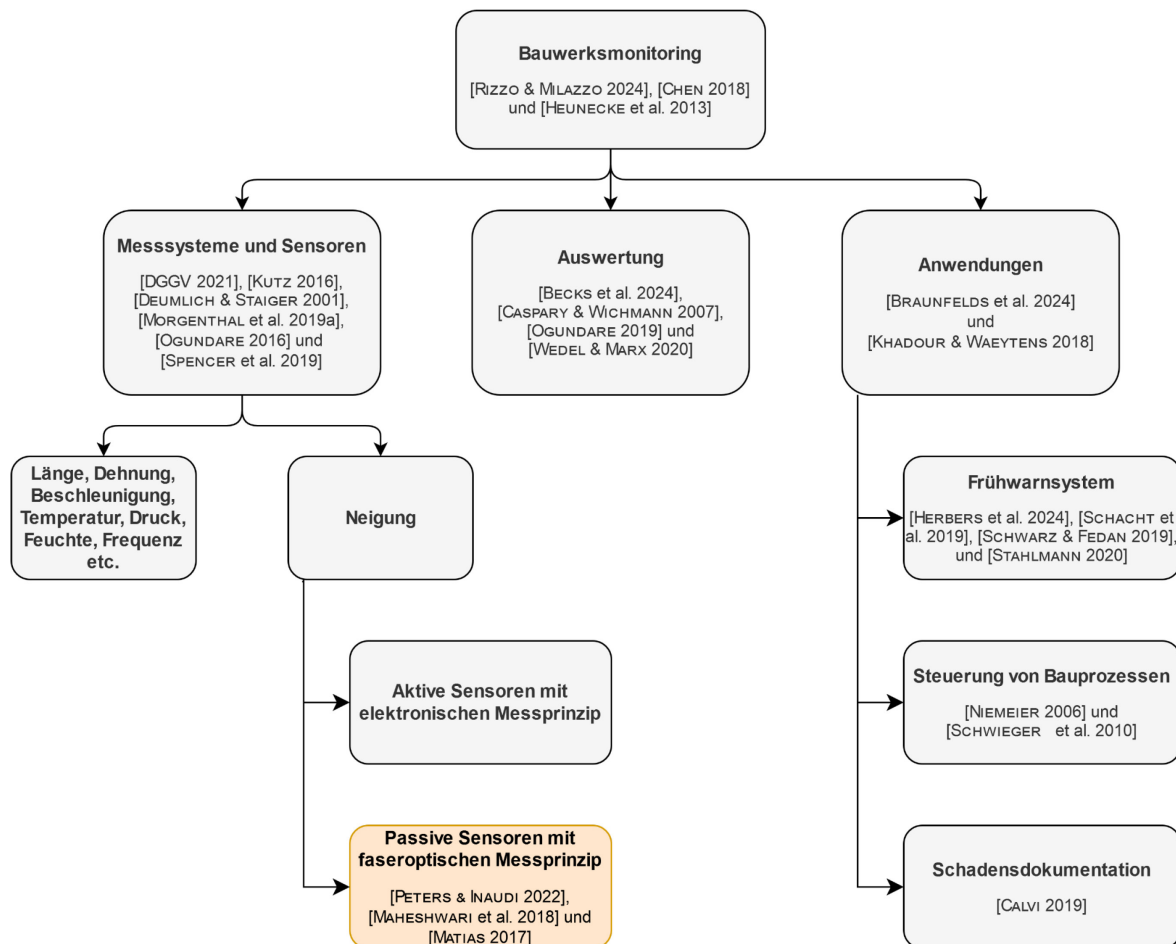 Bauwerksmonitoring
[RIZZO & MILAZZO 2024], [CHEN 2018]
und [HEUNECKE et al. 2013]
Messsysteme und Sensoren
[DGGV 2021], [KUTZ 2016],
[DEUMLICH & STAIGER 2001],
[MORGENTHAL et al. 2019a],
[OGUNDARE 2016] und
[SPENCER et al. 2019]
Auswertung
[BECKS et al. 2024],
[CASPARY & WICHMANN 2007],
[OGUNDARE 2019] und
[WEDEL & MARX 2020]
Anwendungen
[BRAUNFELDS et al. 2024]
und
[KHADOUR & WAEYTENS 2018]
Länge, Dehnung,
Beschleunigung,
Temperatur, Druck,
Feuchte, Frequenz
etc.
Neigung
Frühwarnsystem
[HERBERS et al. 2024], [SCHACHT et
al. 2019], [SCHWARZ & FEDAN 2019],
und [STAHLMANN 2020]
Aktive Sensoren mit
elektronischen Messprinzip
Steuerung von Bauprozessen
[NIEMEIER 2006] und
[SCHWIEGER et al. 2010]
Passive Sensoren mit
faseroptischen Messprinzip
[PETERS & INAUDI 2022],
[MAHESHWARI et al. 2018] und
[MATIAS 2017]
Schadensdokumentation
[CALVI 2019]